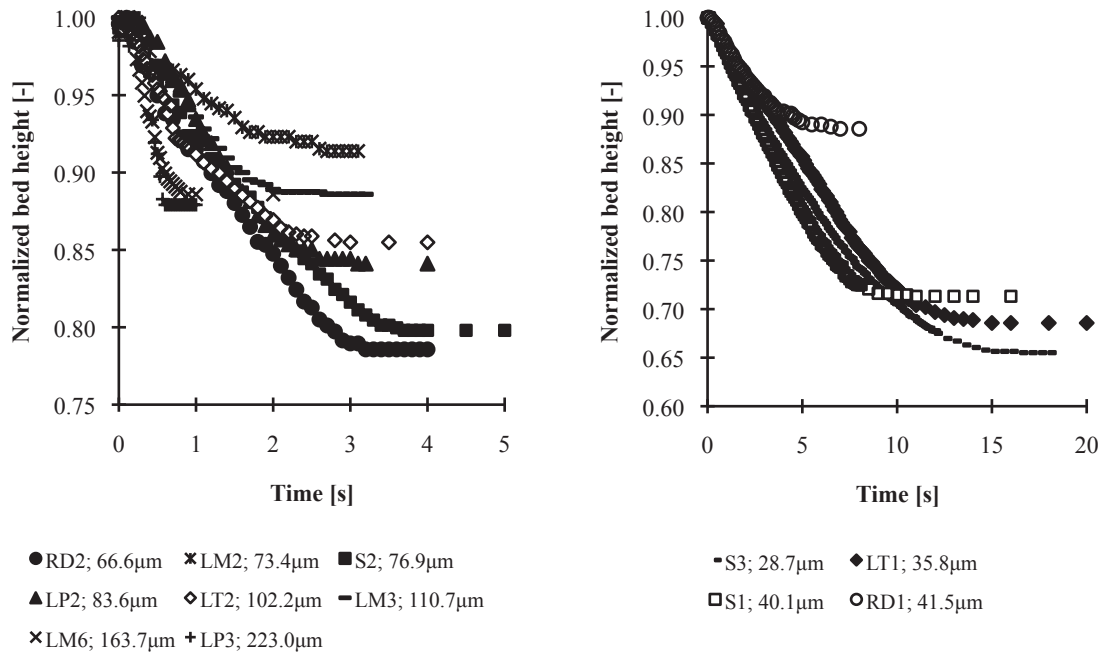 Normalized bed height [-]
1.00
0.95
0.90
0.85
0.80
0.75
0 1 2 3 4 5
Time [s]
RD2; 66.6µm LM2; 73.4µm S2; 76.9µm
LP2; 83.6µm LT2; 102.2µm LM3; 110.7µm
LM6; 163.7µm LP3; 223.0µm
Normalized bed height [-]
1.00
0.95
0.90
0.85
0.80
0.75
0.70
0.65
0.60
0 5 10 15 20
Time [s]
S3; 28.7µm LT1; 35.8µm
S1; 40.1µm RD1; 41.5µm